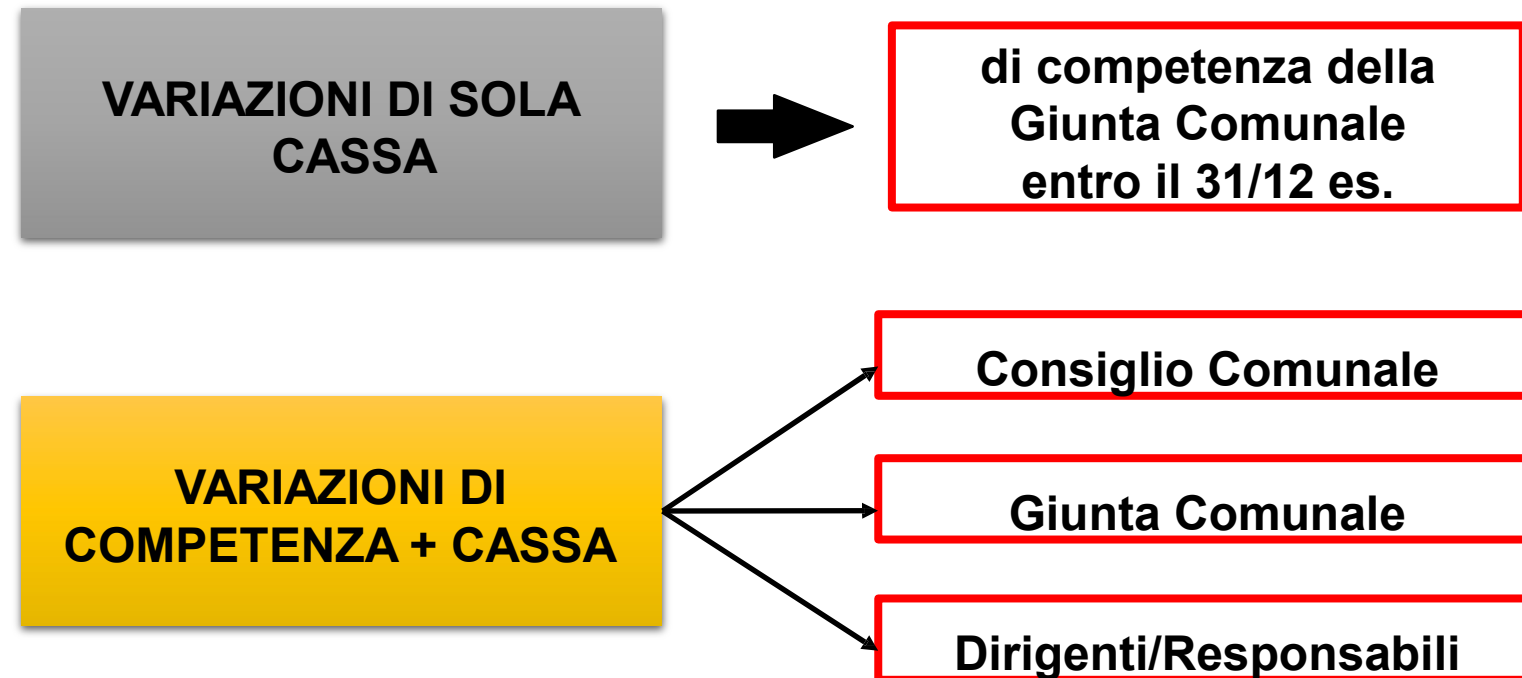 VARIAZIONI DI SOLA
CASSA
di competenza della
Giunta Comunale
entro il 31/12 es.
VARIAZIONI DI
COMPETENZA + CASSA
Consiglio Comunale
Giunta Comunale
Dirigenti/Responsabili